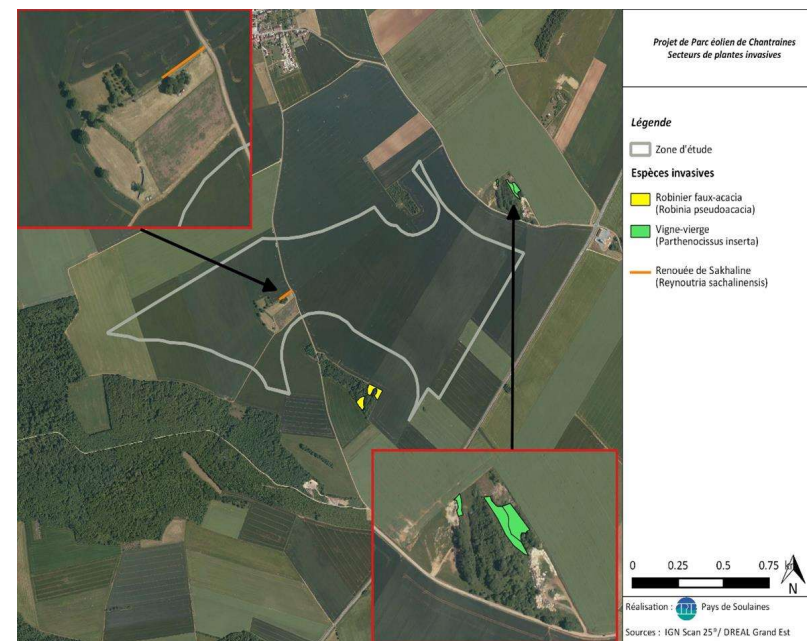 Projet de Parc éolien de Chantraines
Secteurs de plantes invasives
Légende
Zone d'étude
Espèces invasives
Robinier faux-acacia
(Robinia pseudoacacia)
Vigne-vierge
(Parthenocissus inserta)
Renouée de Sakhaline
(Reynoutria sachalinensis)
0 0.25 0.5 0.75
N
Réalisation : Pays de Soulaines
Sources : IGN Scan 25®/ DREAL Grand Est